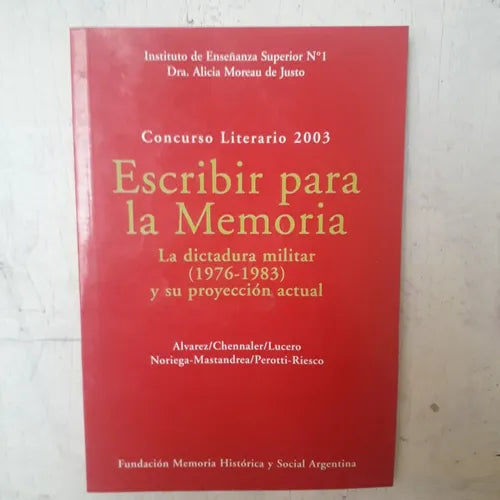 Instituto de Enseñanza Superior N°1
Dra. Alicia Moreau de Justo
Concurso Literario 2003
Escribir para
la Memoria
La dictadura militar
(1976-1983)
y su proyección actual
Alvarez/Chennaler/Lucero
Noriega-Mastandrea/Perotti-Riesco
Fundación Memoria Histórica y Social Argentina